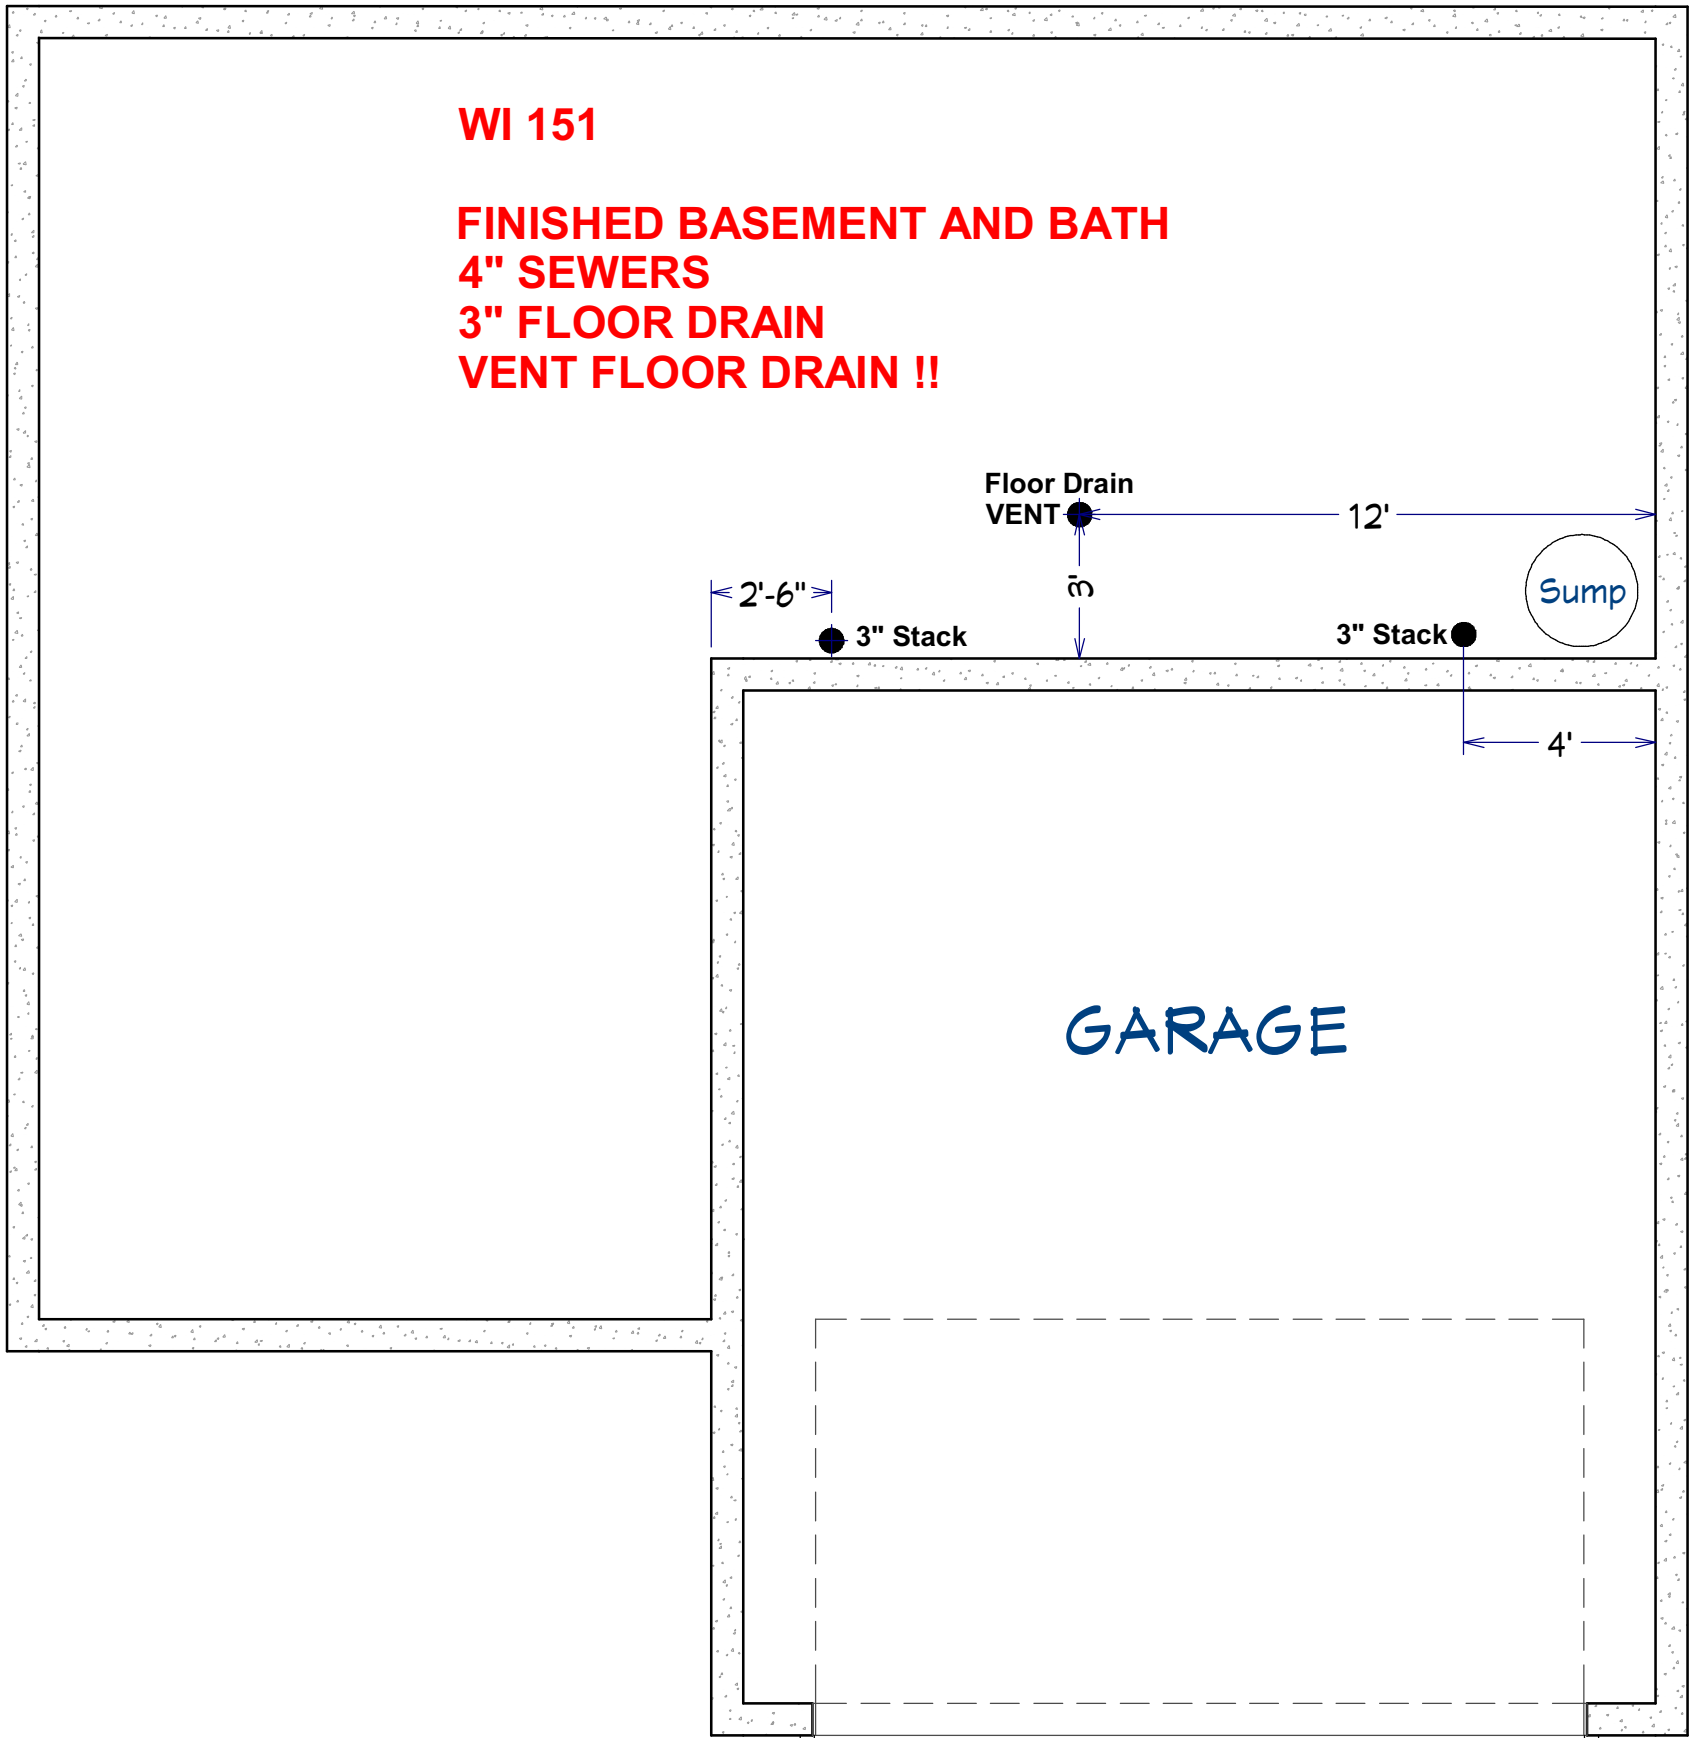 WI 151
FINISHED BASEMENT AND BATH
4" SEWERS
3" FLOOR DRAIN
VENT FLOOR DRAIN !!
Floor Drain
VENT
12'
3'
Sump
2'-6"
3" Stack
3" Stack
4'
GARAGE